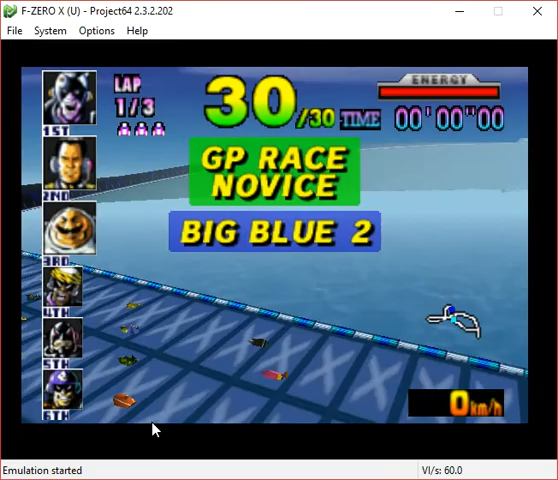 F-ZERO X (U) - Project64 2.3.2.202
File System Options Help
LAP
1/3
30/30
TIME
ENERGY
00'00"00
GP RACE
NOVICE
BIG BLUE 2
1ST
2ND
3RD
4TH
5TH
6TH
0km/h
Emulation started
VI/s: 60.0